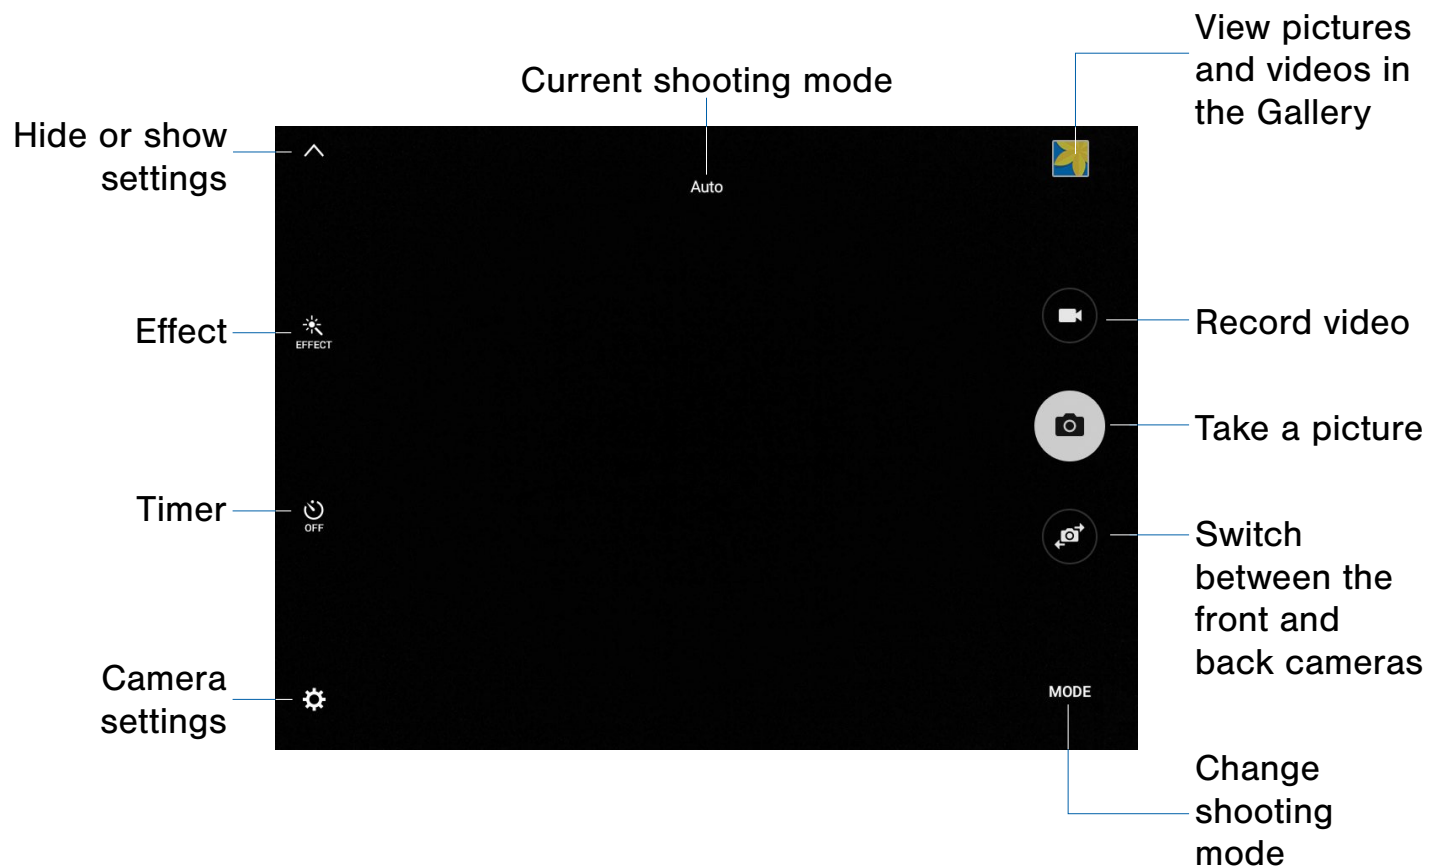 View pictures
and videos in
the Gallery
Current shooting mode
Hide or show
settings
Auto
Effect
EFFECT
Record video
Take a picture
Timer
OFF
Switch
between the
front and
back cameras
Camera
settings
MODE
Change
shooting
mode